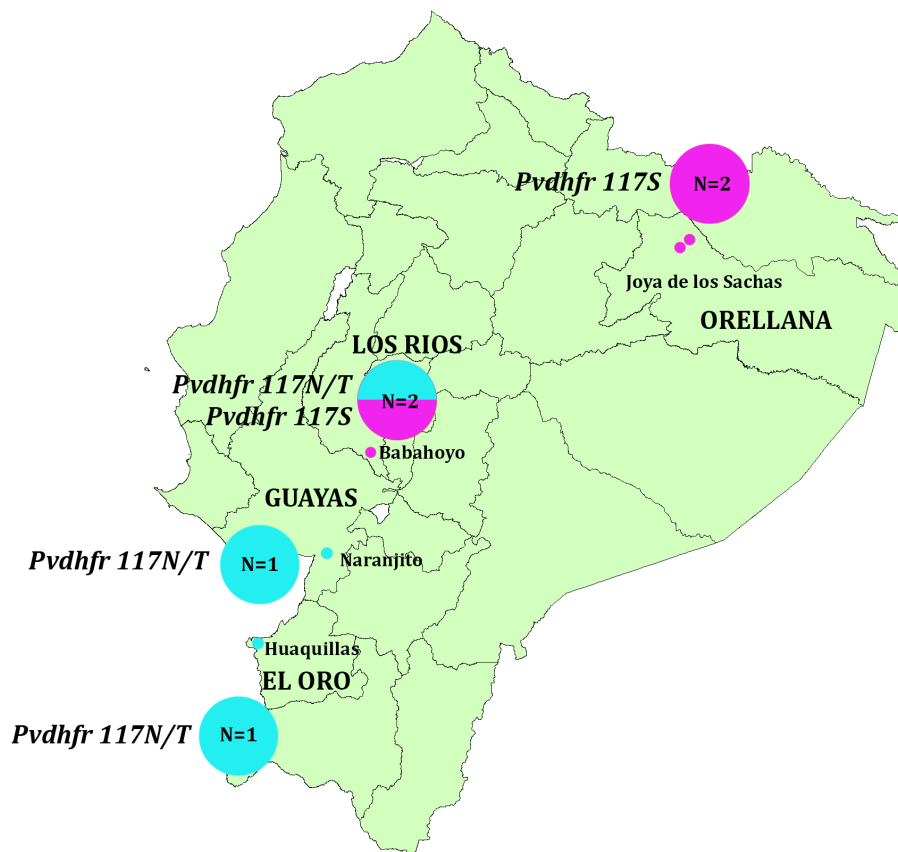 Pvdhfr 117S
N=2
Joya de los Sachas
ORELLANA
LOS RIOS
Pvdhfr 117N/T
Pvdhfr 117S
N=2
Babahoyo
GUAYAS
Pvdhfr 117N/T
N=1
Naranjito
Huaquillas
EL ORO
Pvdhfr 117N/T
N=1